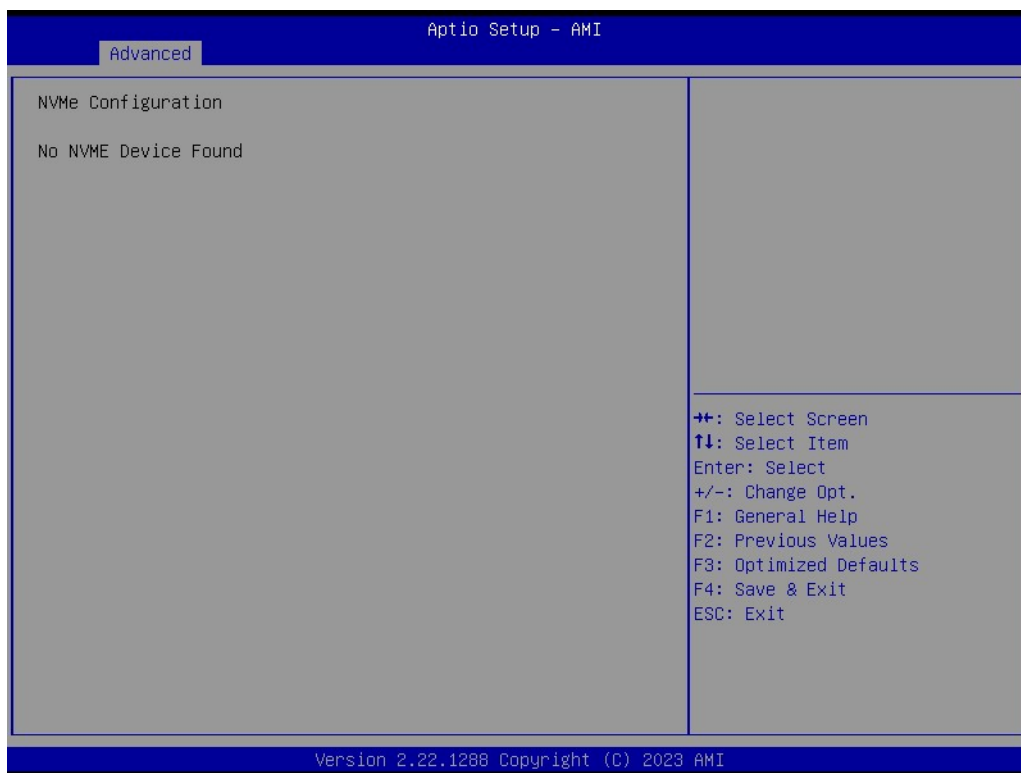 Aptio Setup - AMI
Advanced
NVMe Configuration
No NVME Device Found
→←: Select Screen
↑↓: Select Item
Enter: Select
+/-: Change Opt.
F1: General Help
F2: Previous Values
F3: Optimized Defaults
F4: Save & Exit
ESC: Exit
Version 2.22.1288 Copyright (C) 2023 AMI